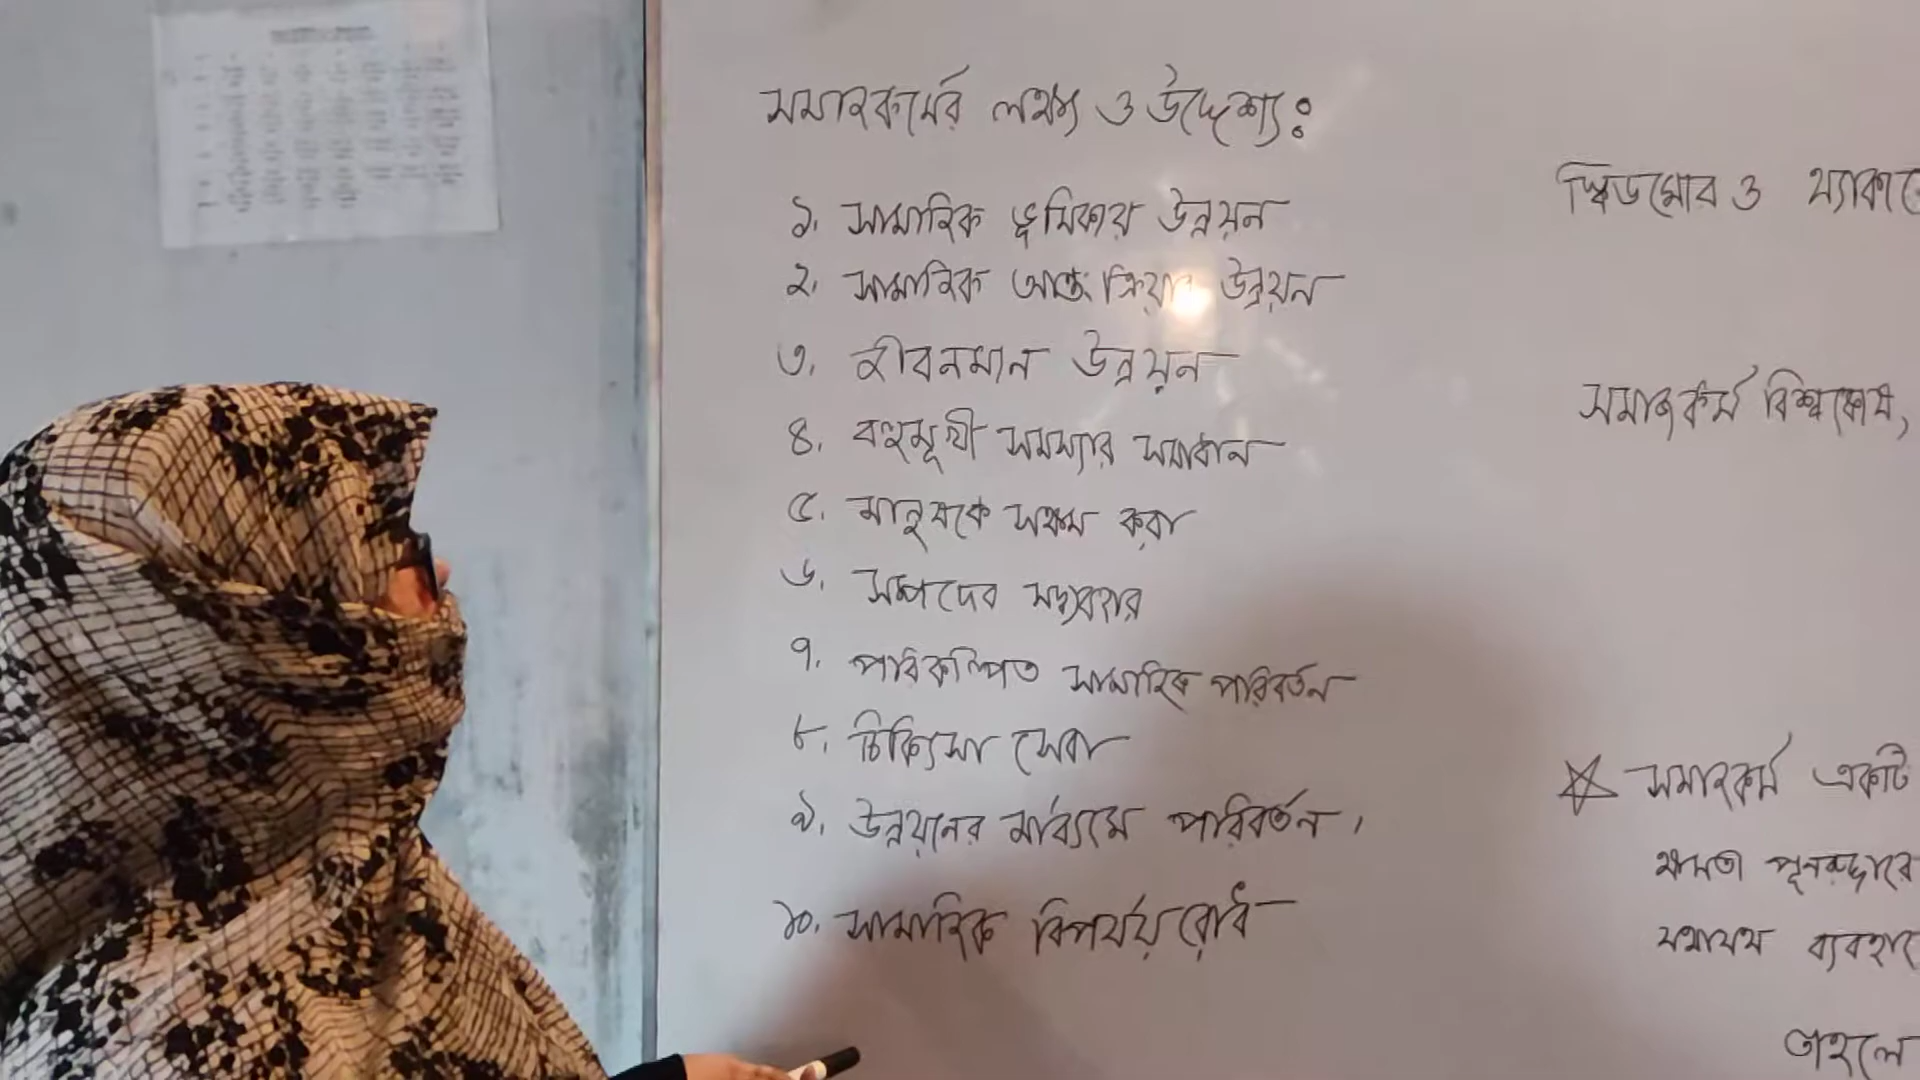 সমাজকর্মের লক্ষ্য ও উদ্দেশ্যঃ
১. সামাজিক ভূমিকার উন্নয়ন
২. সামাজিক আন্তঃক্রিয়ার উন্নয়ন
৩. জীবনমান উন্নয়ন
৪. বহুমূখী সমস্যার সমাধান
৫. মানুষকে সক্ষম করা
৬. সম্পদের সদ্ব্যবহার
৭. পরিকল্পিত সামাজিক পরিবর্তন
৮. চিকিৎসা সেবা
৯. উন্নয়নের মাধ্যমে পরিবর্তন,
১০. সামাজিক বিপর্যয় রোধ
স্কিডমোর ও থ্যাকারে
সমাজকর্ম বিশ্বকোষ,
সমাজকর্ম একটি
ক্ষমতা পূনরুদ্ধারে
যথাযথ ব্যবহারে
তাহলে